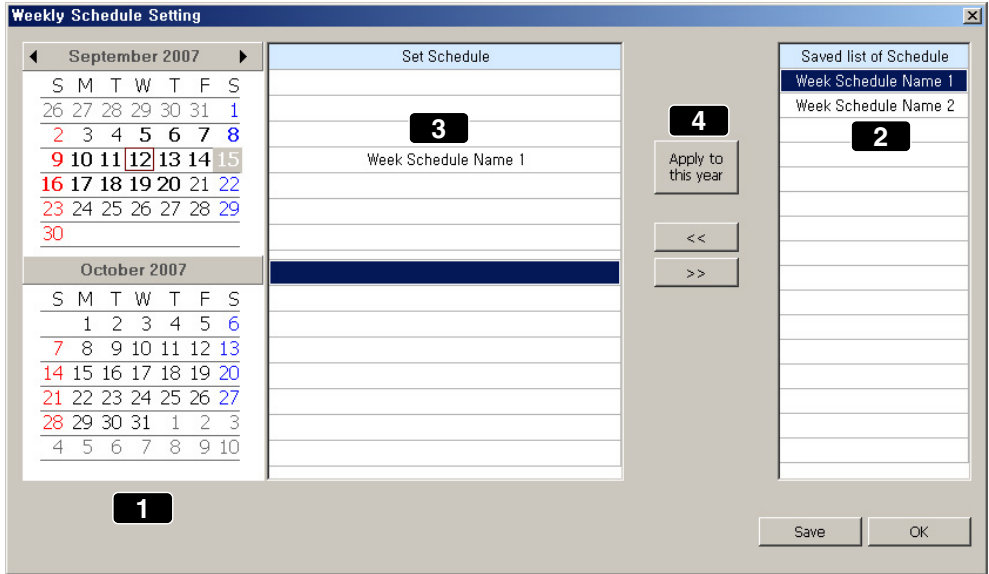 Weekly Schedule Setting
September 2007
S M T W T F S
26 27 28 29 30 31 1
2 3 4 5 6 7 8
9 10 11 12 13 14 15
16 17 18 19 20 21 22
23 24 25 26 27 28 29
30
October 2007
S M T W T F S
1 2 3 4 5 6
7 8 9 10 11 12 13
14 15 16 17 18 19 20
21 22 23 24 25 26 27
28 29 30 31 1 2 3
4 5 6 7 8 9 10
1
Set Schedule
3
Week Schedule Name 1
4
Apply to
this year
<<
>>
Saved list of Schedule
Week Schedule Name 1
Week Schedule Name 2
2
Save
OK